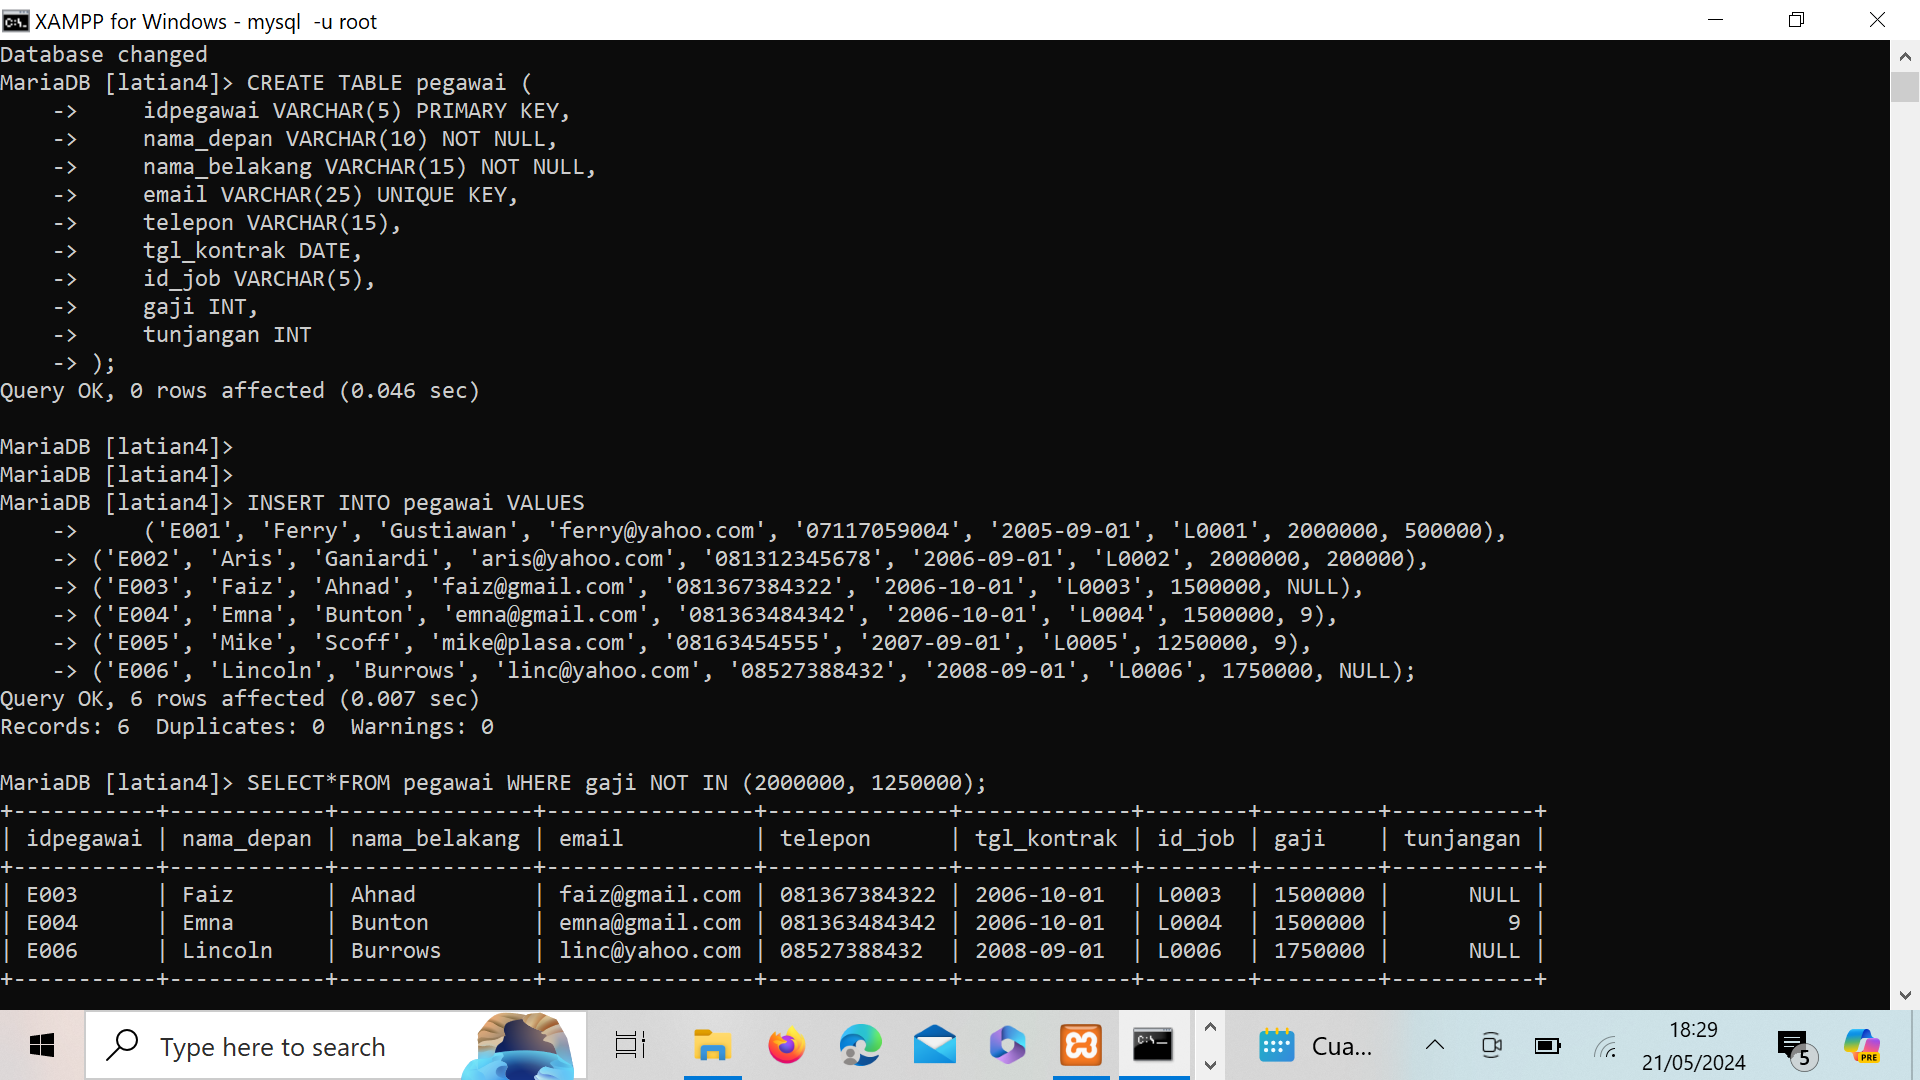 XAMPP for Windows - mysql  -u root
Database changed
MariaDB [latian4]> CREATE TABLE pegawai (
    ->     idpegawai VARCHAR(5) PRIMARY KEY,
    ->     nama_depan VARCHAR(10) NOT NULL,
    ->     nama_belakang VARCHAR(15) NOT NULL,
    ->     email VARCHAR(25) UNIQUE KEY,
    ->     telepon VARCHAR(15),
    ->     tgl_kontrak DATE,
    ->     id_job VARCHAR(5),
    ->     gaji INT,
    ->     tunjangan INT
    -> );
Query OK, 0 rows affected (0.046 sec)

MariaDB [latian4]>
MariaDB [latian4]>
MariaDB [latian4]> INSERT INTO pegawai VALUES
    ->     ('E001', 'Ferry', 'Gustiawan', 'ferry@yahoo.com', '07117059004', '2005-09-01', 'L0001', 2000000, 500000),
    -> ('E002', 'Aris', 'Ganiardi', 'aris@yahoo.com', '081312345678', '2006-09-01', 'L0002', 2000000, 200000),
    -> ('E003', 'Faiz', 'Ahnad', 'faiz@gmail.com', '081367384322', '2006-10-01', 'L0003', 1500000, NULL),
    -> ('E004', 'Emna', 'Bunton', 'emna@gmail.com', '081363484342', '2006-10-01', 'L0004', 1500000, 9),
    -> ('E005', 'Mike', 'Scoff', 'mike@plasa.com', '08163454555', '2007-09-01', 'L0005', 1250000, 9),
    -> ('E006', 'Lincoln', 'Burrows', 'linc@yahoo.com', '08527388432', '2008-09-01', 'L0006', 1750000, NULL);
Query OK, 6 rows affected (0.007 sec)
Records: 6  Duplicates: 0  Warnings: 0

MariaDB [latian4]> SELECT*FROM pegawai WHERE gaji NOT IN (2000000, 1250000);
+-----------+------------+---------------+----------------+--------------+-------------+--------+---------+-----------+
| idpegawai | nama_depan | nama_belakang | email          | telepon      | tgl_kontrak | id_job | gaji    | tunjangan |
+-----------+------------+---------------+----------------+--------------+-------------+--------+---------+-----------+
| E003      | Faiz       | Ahnad         | faiz@gmail.com | 081367384322 | 2006-10-01  | L0003  | 1500000 |      NULL |
| E004      | Emna       | Bunton        | emna@gmail.com | 081363484342 | 2006-10-01  | L0004  | 1500000 |         9 |
| E006      | Lincoln    | Burrows       | linc@yahoo.com | 08527388432  | 2008-09-01  | L0006  | 1750000 |      NULL |
+-----------+------------+---------------+----------------+--------------+-------------+--------+---------+-----------+
Type here to search
Cua...
18:29
21/05/2024
5
PRE